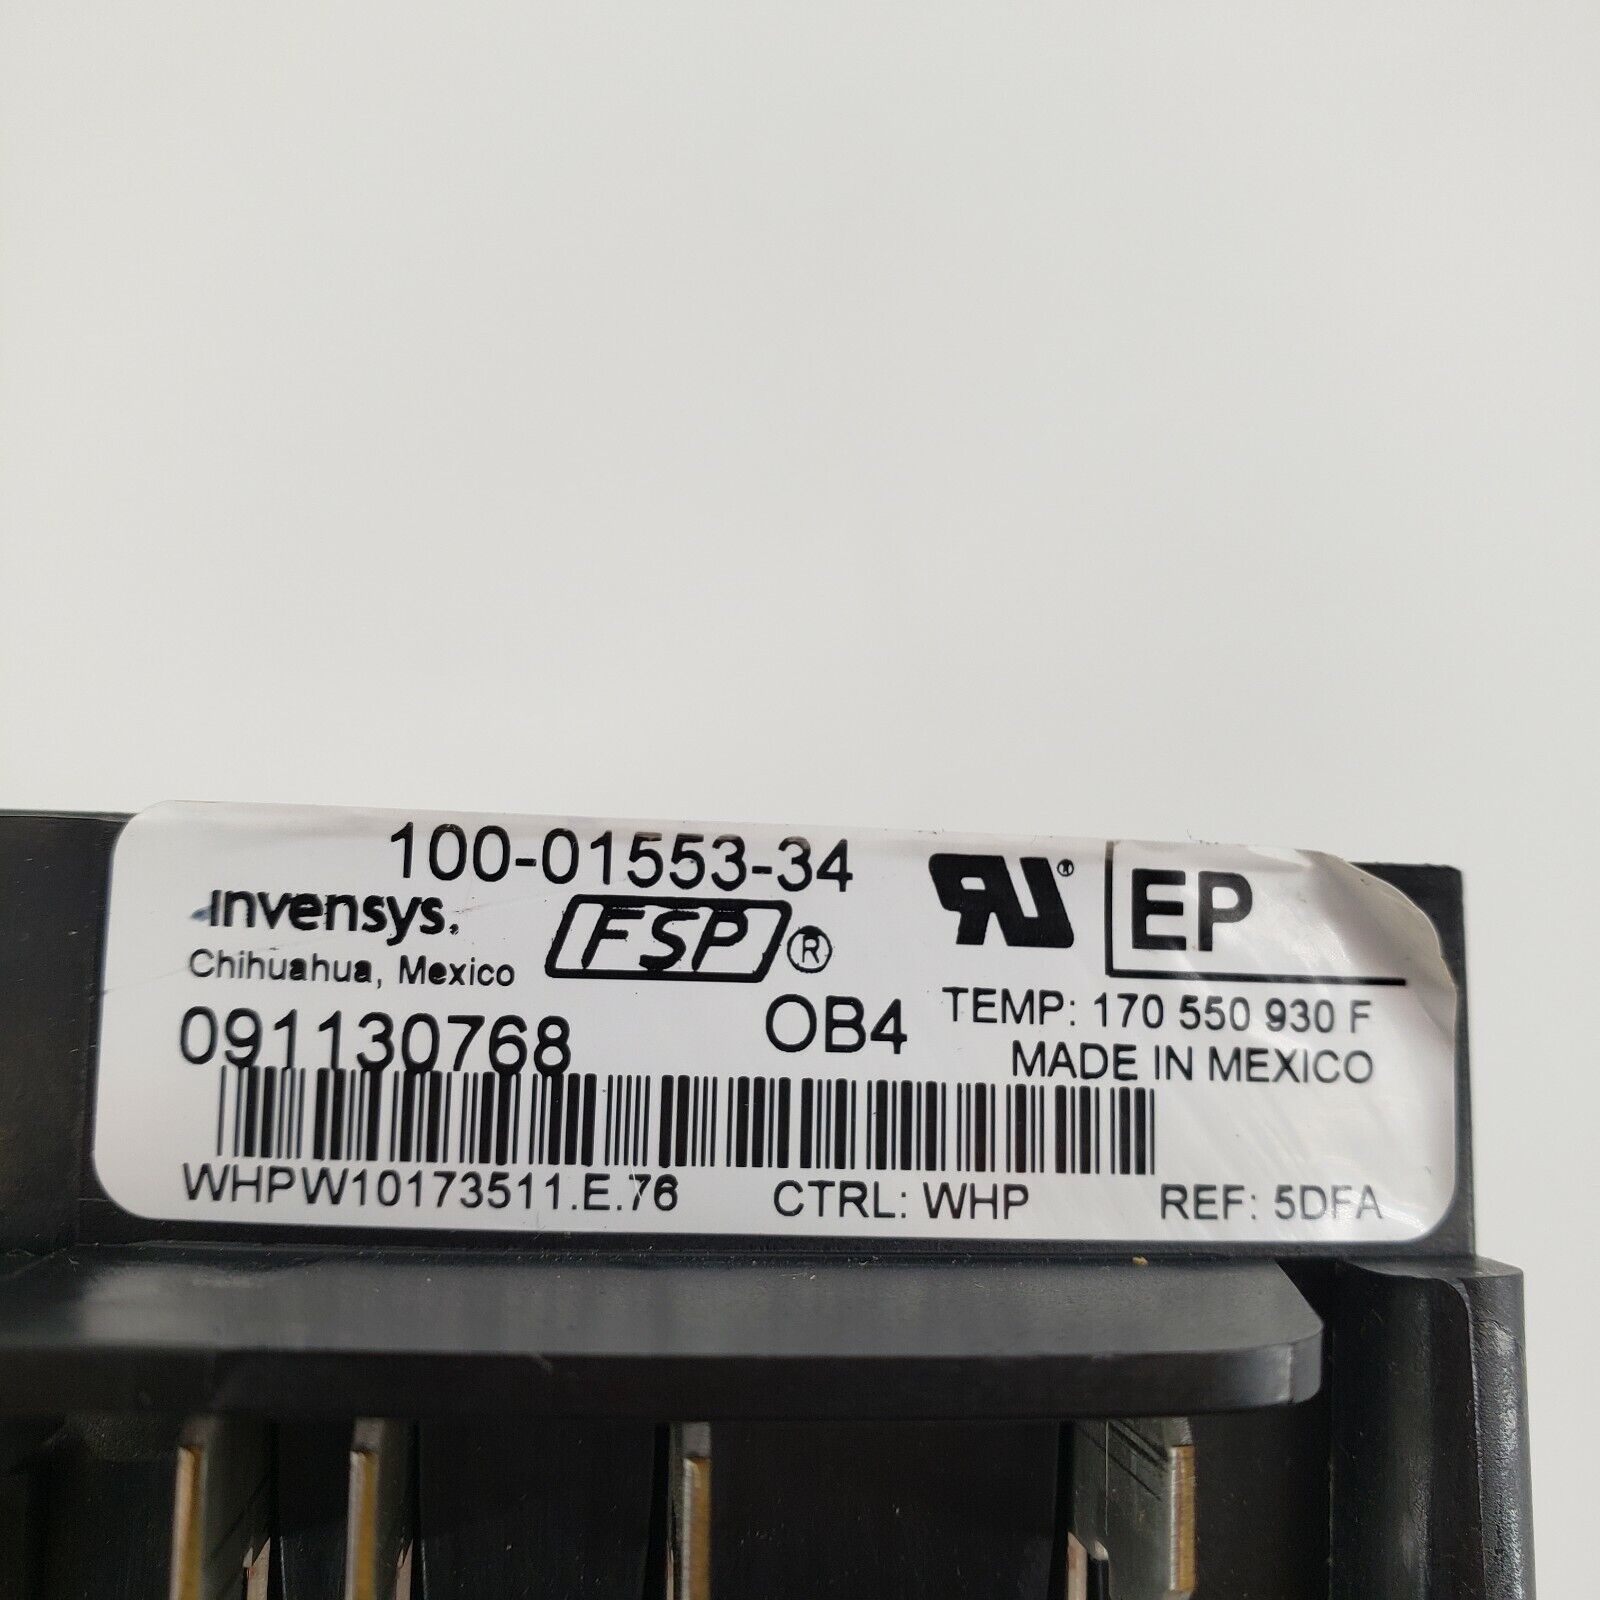 100-01553-34
invensys.
FSP®
RU®
EP
Chihuahua, Mexico
091130768
OB4
TEMP: 170 550 930 F
MADE IN MEXICO
WHPW10173511.E.76
CTRL: WHP
REF: 5DFA